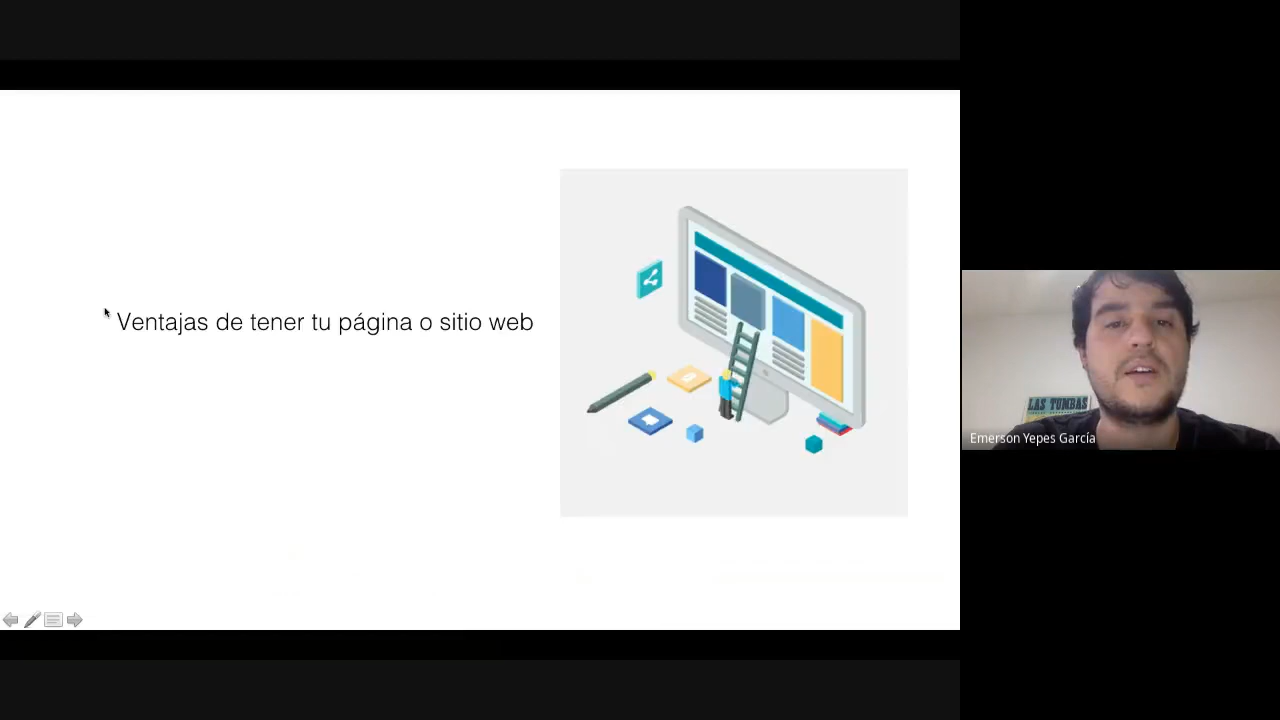 Ventajas de tener tu página o sitio web
LAS TUMBAS
Emerson Yepes García